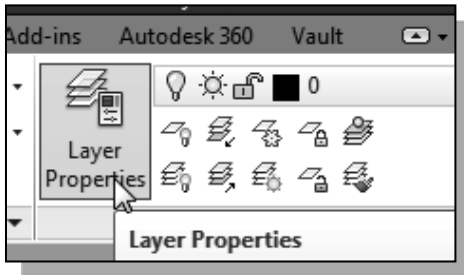 Add-ins Autodesk 360 Vault
0
Layer
Properties
Layer Properties